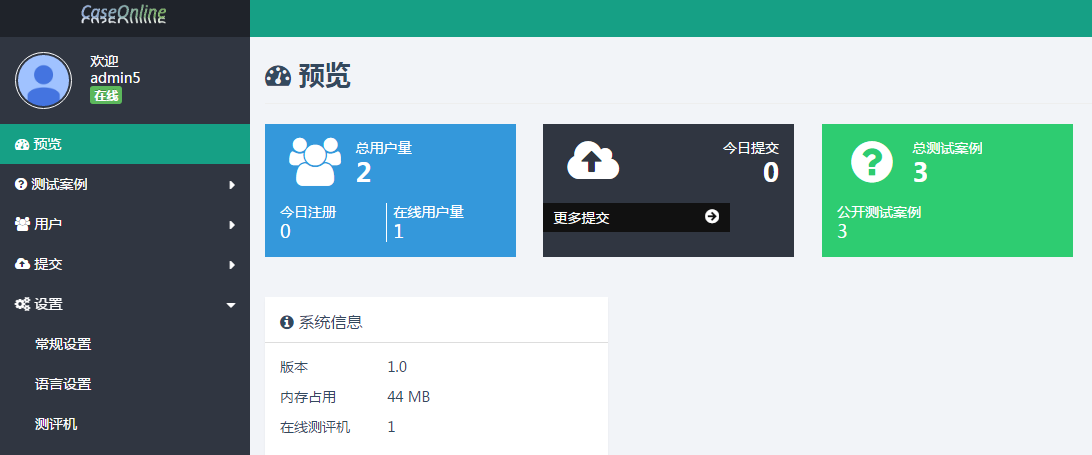 CaseOnline
欢迎
admin5
在线
预览
测试案例
用户
提交
设置
常规设置
语言设置
测评机
预览
总用户量
2
今日注册
0
在线用户量
1
今日提交
0
更多提交
总测试案例
3
公开测试案例
3
系统信息
版本 1.0
内存占用 44 MB
在线测评机 1